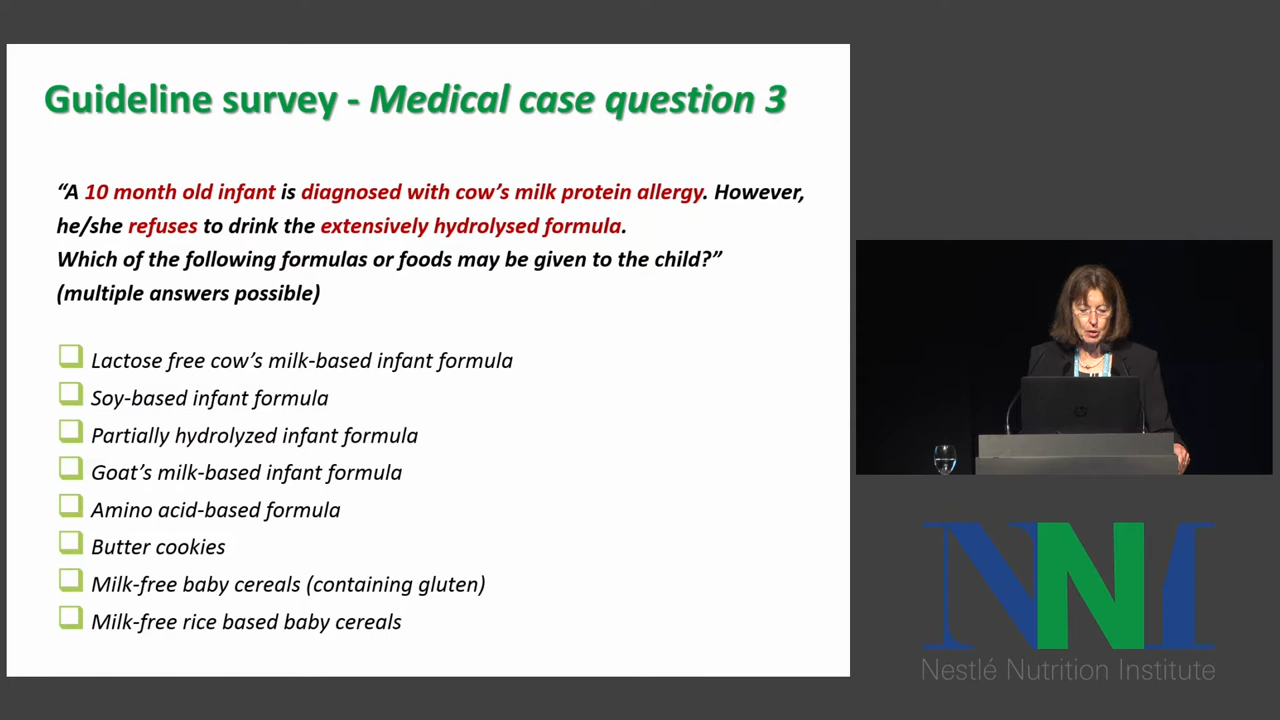 Guideline survey - Medical case question 3
“A 10 month old infant is diagnosed with cow’s milk protein allergy. However,
he/she refuses to drink the extensively hydrolysed formula.
Which of the following formulas or foods may be given to the child?”
(multiple answers possible)
Lactose free cow’s milk-based infant formula
Soy-based infant formula
Partially hydrolyzed infant formula
Goat’s milk-based infant formula
Amino acid-based formula
Butter cookies
Milk-free baby cereals (containing gluten)
Milk-free rice based baby cereals
NNI
Nestlé Nutrition Institute